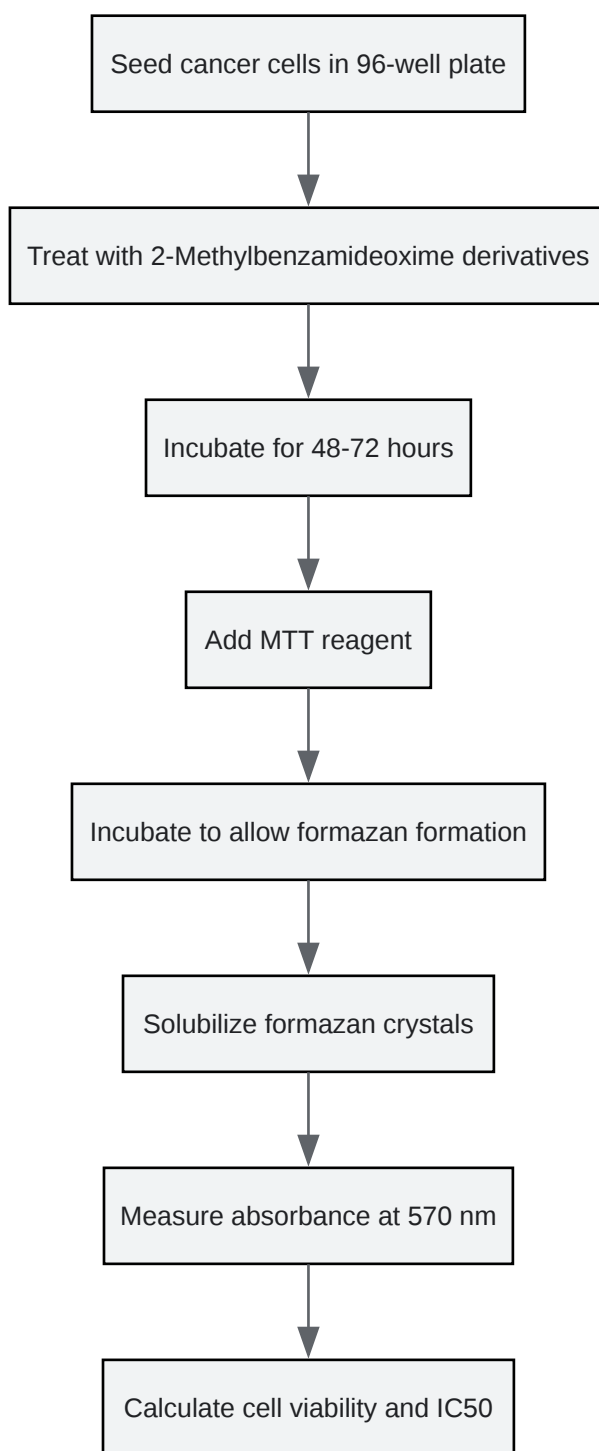 Seed cancer cells in 96-well plate
Treat with 2-Methylbenzamideoxime derivatives
Incubate for 48-72 hours
Add MTT reagent
Incubate to allow formazan formation
Solubilize formazan crystals
Measure absorbance at 570 nm
Calculate cell viability and IC50